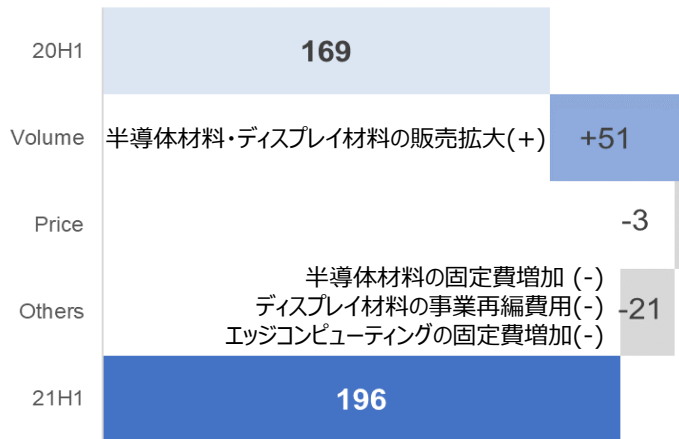 20H1 169
Volume 半導体材料・ディスプレイ材料の販売拡大(+) +51
Price -3
半導体材料の固定費増加 (-)
Others ディスプレイ材料の事業再編費用(-) -21
エッジコンピューティングの固定費増加(-)
21H1 196